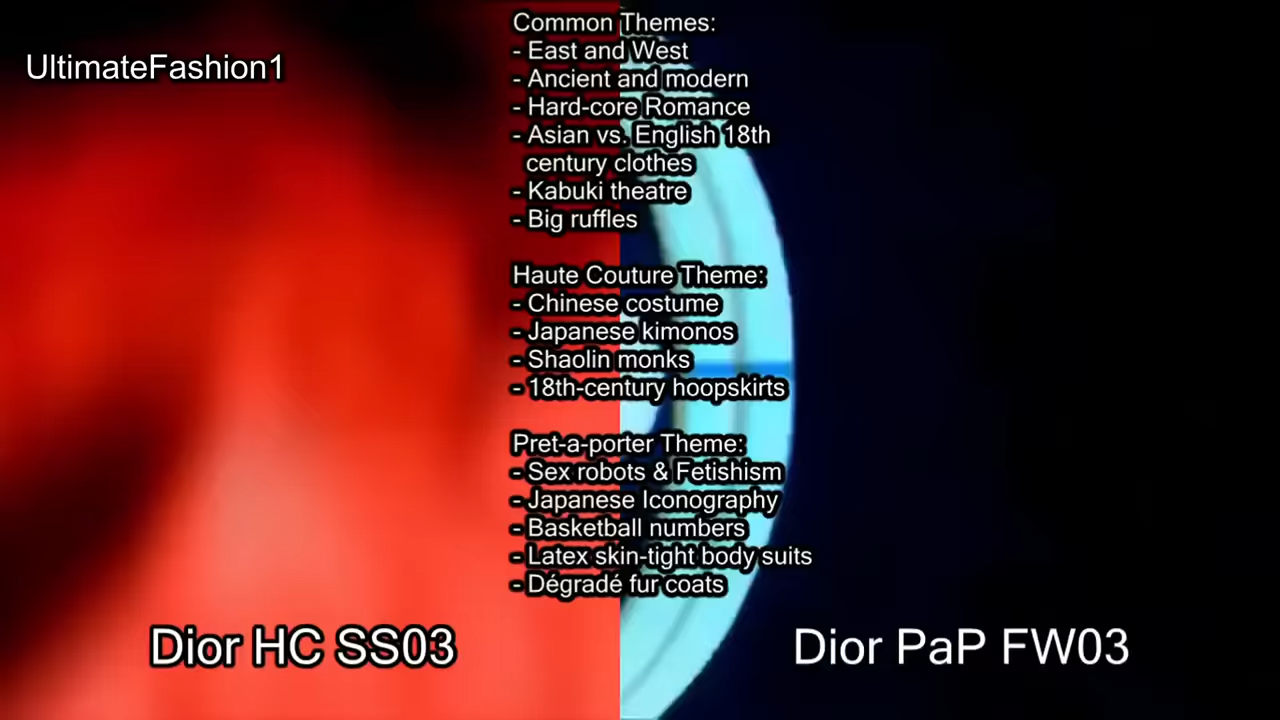 UltimateFashion1
Common Themes:
- East and West
- Ancient and modern
- Hard-core Romance
- Asian vs. English 18th
century clothes
- Kabuki theatre
- Big ruffles
Haute Couture Theme:
- Chinese costume
- Japanese kimonos
- Shaolin monks
- 18th-century hoopskirts
Pret-a-porter Theme:
- Sex robots & Fetishism
- Japanese Iconography
- Basketball numbers
- Latex skin-tight body suits
- Dégradé fur coats
Dior HC SS03
Dior PaP FW03